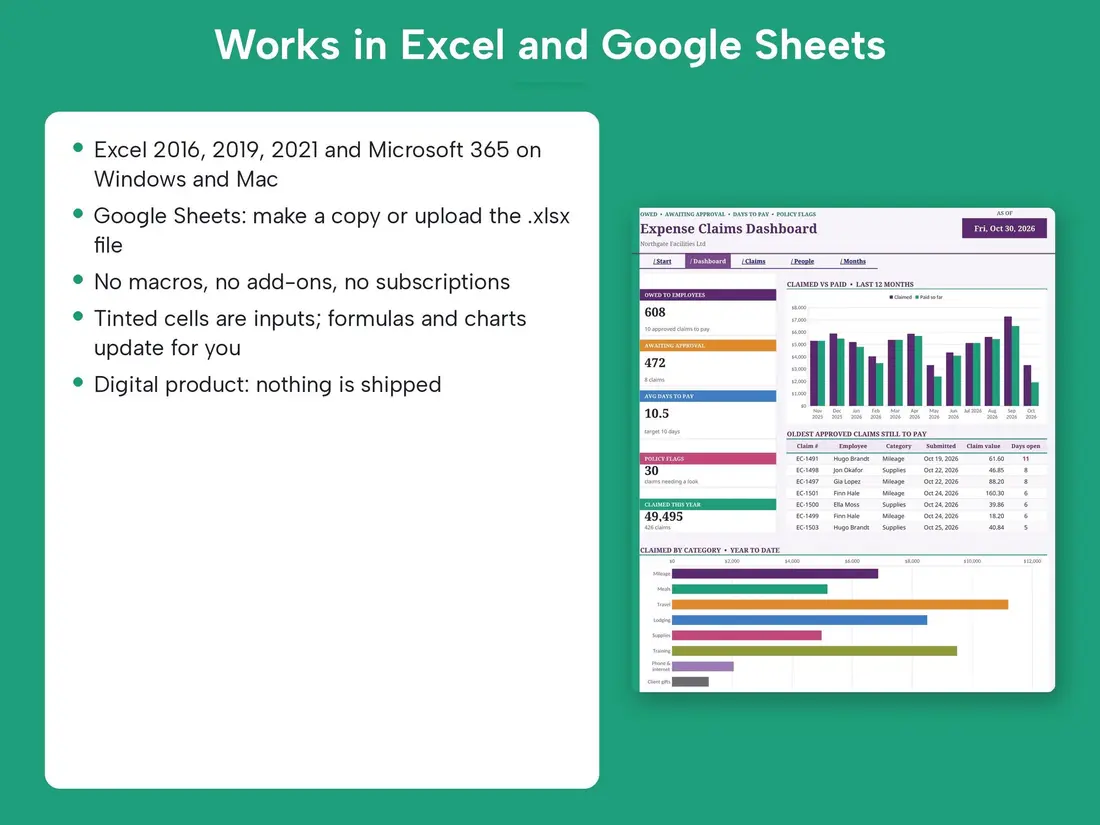 Works in Excel and Google Sheets
Excel 2016, 2019, 2021 and Microsoft 365 on
Windows and Mac
Google Sheets: make a copy or upload the .xlsx
file
No macros, no add-ons, no subscriptions
Tinted cells are inputs; formulas and charts
update for you
Digital product: nothing is shipped
OWED • AWAITING APPROVAL • DAYS TO PAY • POLICY FLAGS
AS OF
Expense Claims Dashboard
Fri, Oct 30, 2026
Northgate Facilities Ltd
/ Start / Dashboard / Claims / People / Months
OWED TO EMPLOYEES
608
10 approved claims to pay
AWAITING APPROVAL
472
8 claims
AVG DAYS TO PAY
10.5
target 10 days
POLICY FLAGS
30
claims needing a look
CLAIMED THIS YEAR
49,495
426 claims
CLAIMED VS PAID • LAST 12 MONTHS
Claimed Paid so far
$8,000
$7,000
$6,000
$5,000
$4,000
$3,000
$2,000
$1,000
$0
Nov Dec Jan Feb Mar Apr May Jun Jul 2026 Aug Sep Oct
2025 2025 2026 2026 2026 2026 2026 2026 2026 2026 2026
OLDEST APPROVED CLAIMS STILL TO PAY
Claim # Employee Category Submitted Claim value Days open
EC-1491 Hugo Brandt Mileage Oct 19, 2026 61.60 11
EC-1498 Jon Okafor Supplies Oct 22, 2026 46.85 8
EC-1497 Gia Lopez Mileage Oct 22, 2026 88.20 8
EC-1501 Finn Hale Mileage Oct 24, 2026 160.30 6
EC-1500 Ella Moss Supplies Oct 24, 2026 39.86 6
EC-1499 Finn Hale Mileage Oct 24, 2026 18.20 6
EC-1503 Hugo Brandt Supplies Oct 25, 2026 40.84 5
CLAIMED BY CATEGORY • YEAR TO DATE
$0 $2,000 $4,000 $6,000 $8,000 $10,000 $12,000
Mileage
Meals
Travel
Lodging
Supplies
Training
Phone &
internet
Client gifts